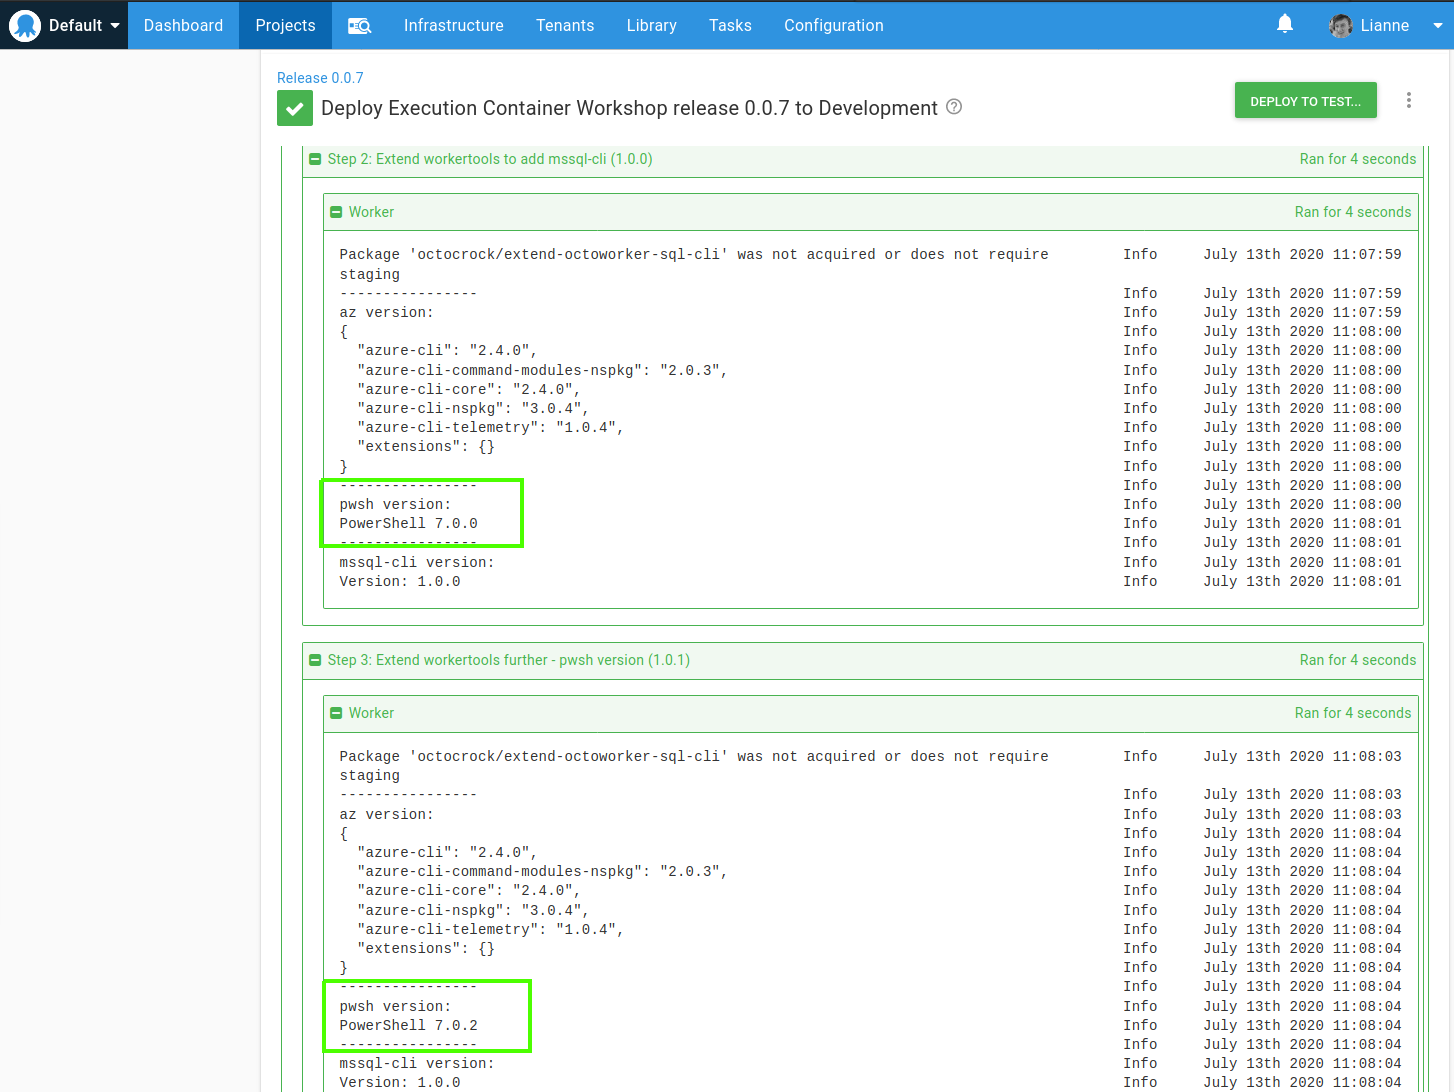 Default Dashboard Projects Infrastructure Tenants Library Tasks Configuration Lianne
Release 0.0.7
Deploy Execution Container Workshop release 0.0.7 to Development ? DEPLOY TO TEST...
Step 2: Extend workertools to add mssql-cli (1.0.0) Ran for 4 seconds
Worker Ran for 4 seconds
Package 'octocrock/extend-octoworker-sql-cli' was not acquired or does not require Info July 13th 2020 11:07:59
staging
---------------- Info July 13th 2020 11:07:59
az version: Info July 13th 2020 11:07:59
{ Info July 13th 2020 11:08:00
"azure-cli": "2.4.0", Info July 13th 2020 11:08:00
"azure-cli-command-modules-nspkg": "2.0.3", Info July 13th 2020 11:08:00
"azure-cli-core": "2.4.0", Info July 13th 2020 11:08:00
"azure-cli-nspkg": "3.0.4", Info July 13th 2020 11:08:00
"azure-cli-telemetry": "1.0.4", Info July 13th 2020 11:08:00
"extensions": {} Info July 13th 2020 11:08:00
} Info July 13th 2020 11:08:00
---------------- Info July 13th 2020 11:08:00
pwsh version: Info July 13th 2020 11:08:00
PowerShell 7.0.0 Info July 13th 2020 11:08:01
---------------- Info July 13th 2020 11:08:01
mssql-cli version: Info July 13th 2020 11:08:01
Version: 1.0.0 Info July 13th 2020 11:08:01
Step 3: Extend workertools further - pwsh version (1.0.1) Ran for 4 seconds
Worker Ran for 4 seconds
Package 'octocrock/extend-octoworker-sql-cli' was not acquired or does not require Info July 13th 2020 11:08:03
staging
---------------- Info July 13th 2020 11:08:03
az version: Info July 13th 2020 11:08:03
{ Info July 13th 2020 11:08:04
"azure-cli": "2.4.0", Info July 13th 2020 11:08:04
"azure-cli-command-modules-nspkg": "2.0.3", Info July 13th 2020 11:08:04
"azure-cli-core": "2.4.0", Info July 13th 2020 11:08:04
"azure-cli-nspkg": "3.0.4", Info July 13th 2020 11:08:04
"azure-cli-telemetry": "1.0.4", Info July 13th 2020 11:08:04
"extensions": {} Info July 13th 2020 11:08:04
} Info July 13th 2020 11:08:04
---------------- Info July 13th 2020 11:08:04
pwsh version: Info July 13th 2020 11:08:04
PowerShell 7.0.2 Info July 13th 2020 11:08:04
---------------- Info July 13th 2020 11:08:04
mssql-cli version: Info July 13th 2020 11:08:04
Version: 1.0.0 Info July 13th 2020 11:08:04